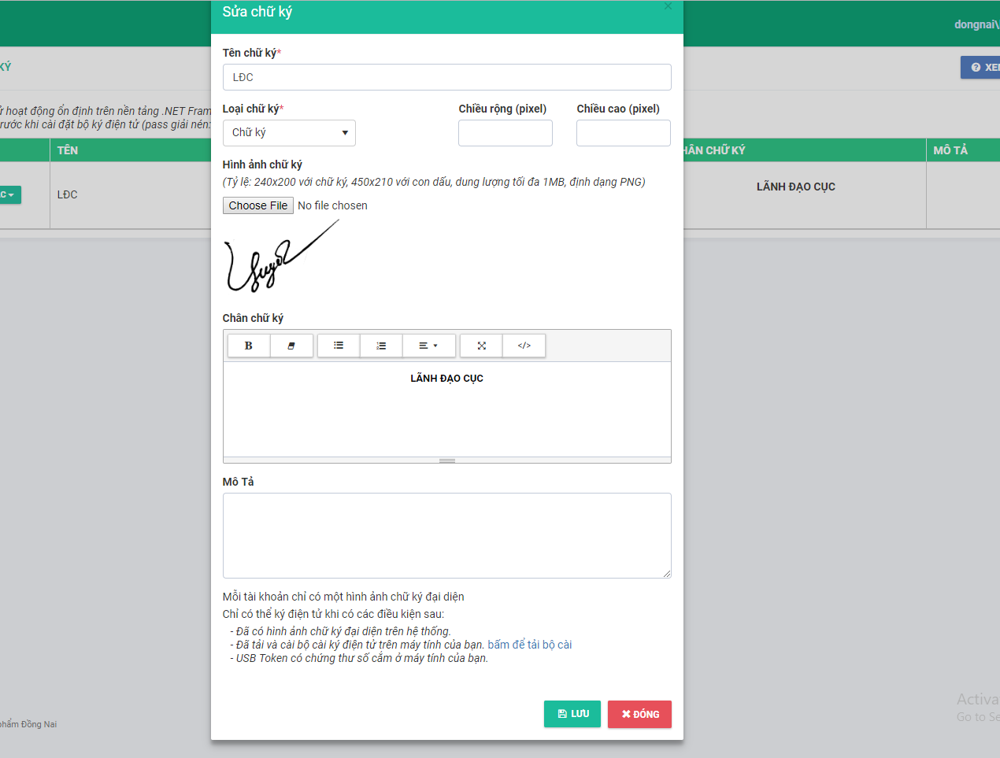 Sửa chữ ký
dongnai\
KÝ
XE
ử hoạt động ổn định trên nền tảng .NET Fram
rước khi cài đặt bộ ký điện tử (pass giải nén:
TÊN
HÂN CHỮ KÝ
MÔ TẢ
LĐC
LÃNH ĐẠO CỤC
Tên chữ ký*
LĐC
Loại chữ ký*
Chiều rộng (pixel)
Chiều cao (pixel)
Chữ ký
Hình ảnh chữ ký
(Tỷ lệ: 240x200 với chữ ký, 450x210 với con dấu, dung lượng tối đa 1MB, định dạng PNG)
Choose File No file chosen
Chân chữ ký
B
</>
LÃNH ĐẠO CỤC
Mô Tả
Mỗi tài khoản chỉ có một hình ảnh chữ ký đại diện
Chỉ có thể ký điện tử khi có các điều kiện sau:
- Đã có hình ảnh chữ ký đại diện trên hệ thống.
- Đã tải và cài bộ cài ký điện tử trên máy tính của bạn. bấm để tải bộ cài
- USB Token có chứng thư số cắm ở máy tính của bạn.
LƯU
ĐÓNG
phẩm Đồng Nai
Activa
Go to Se